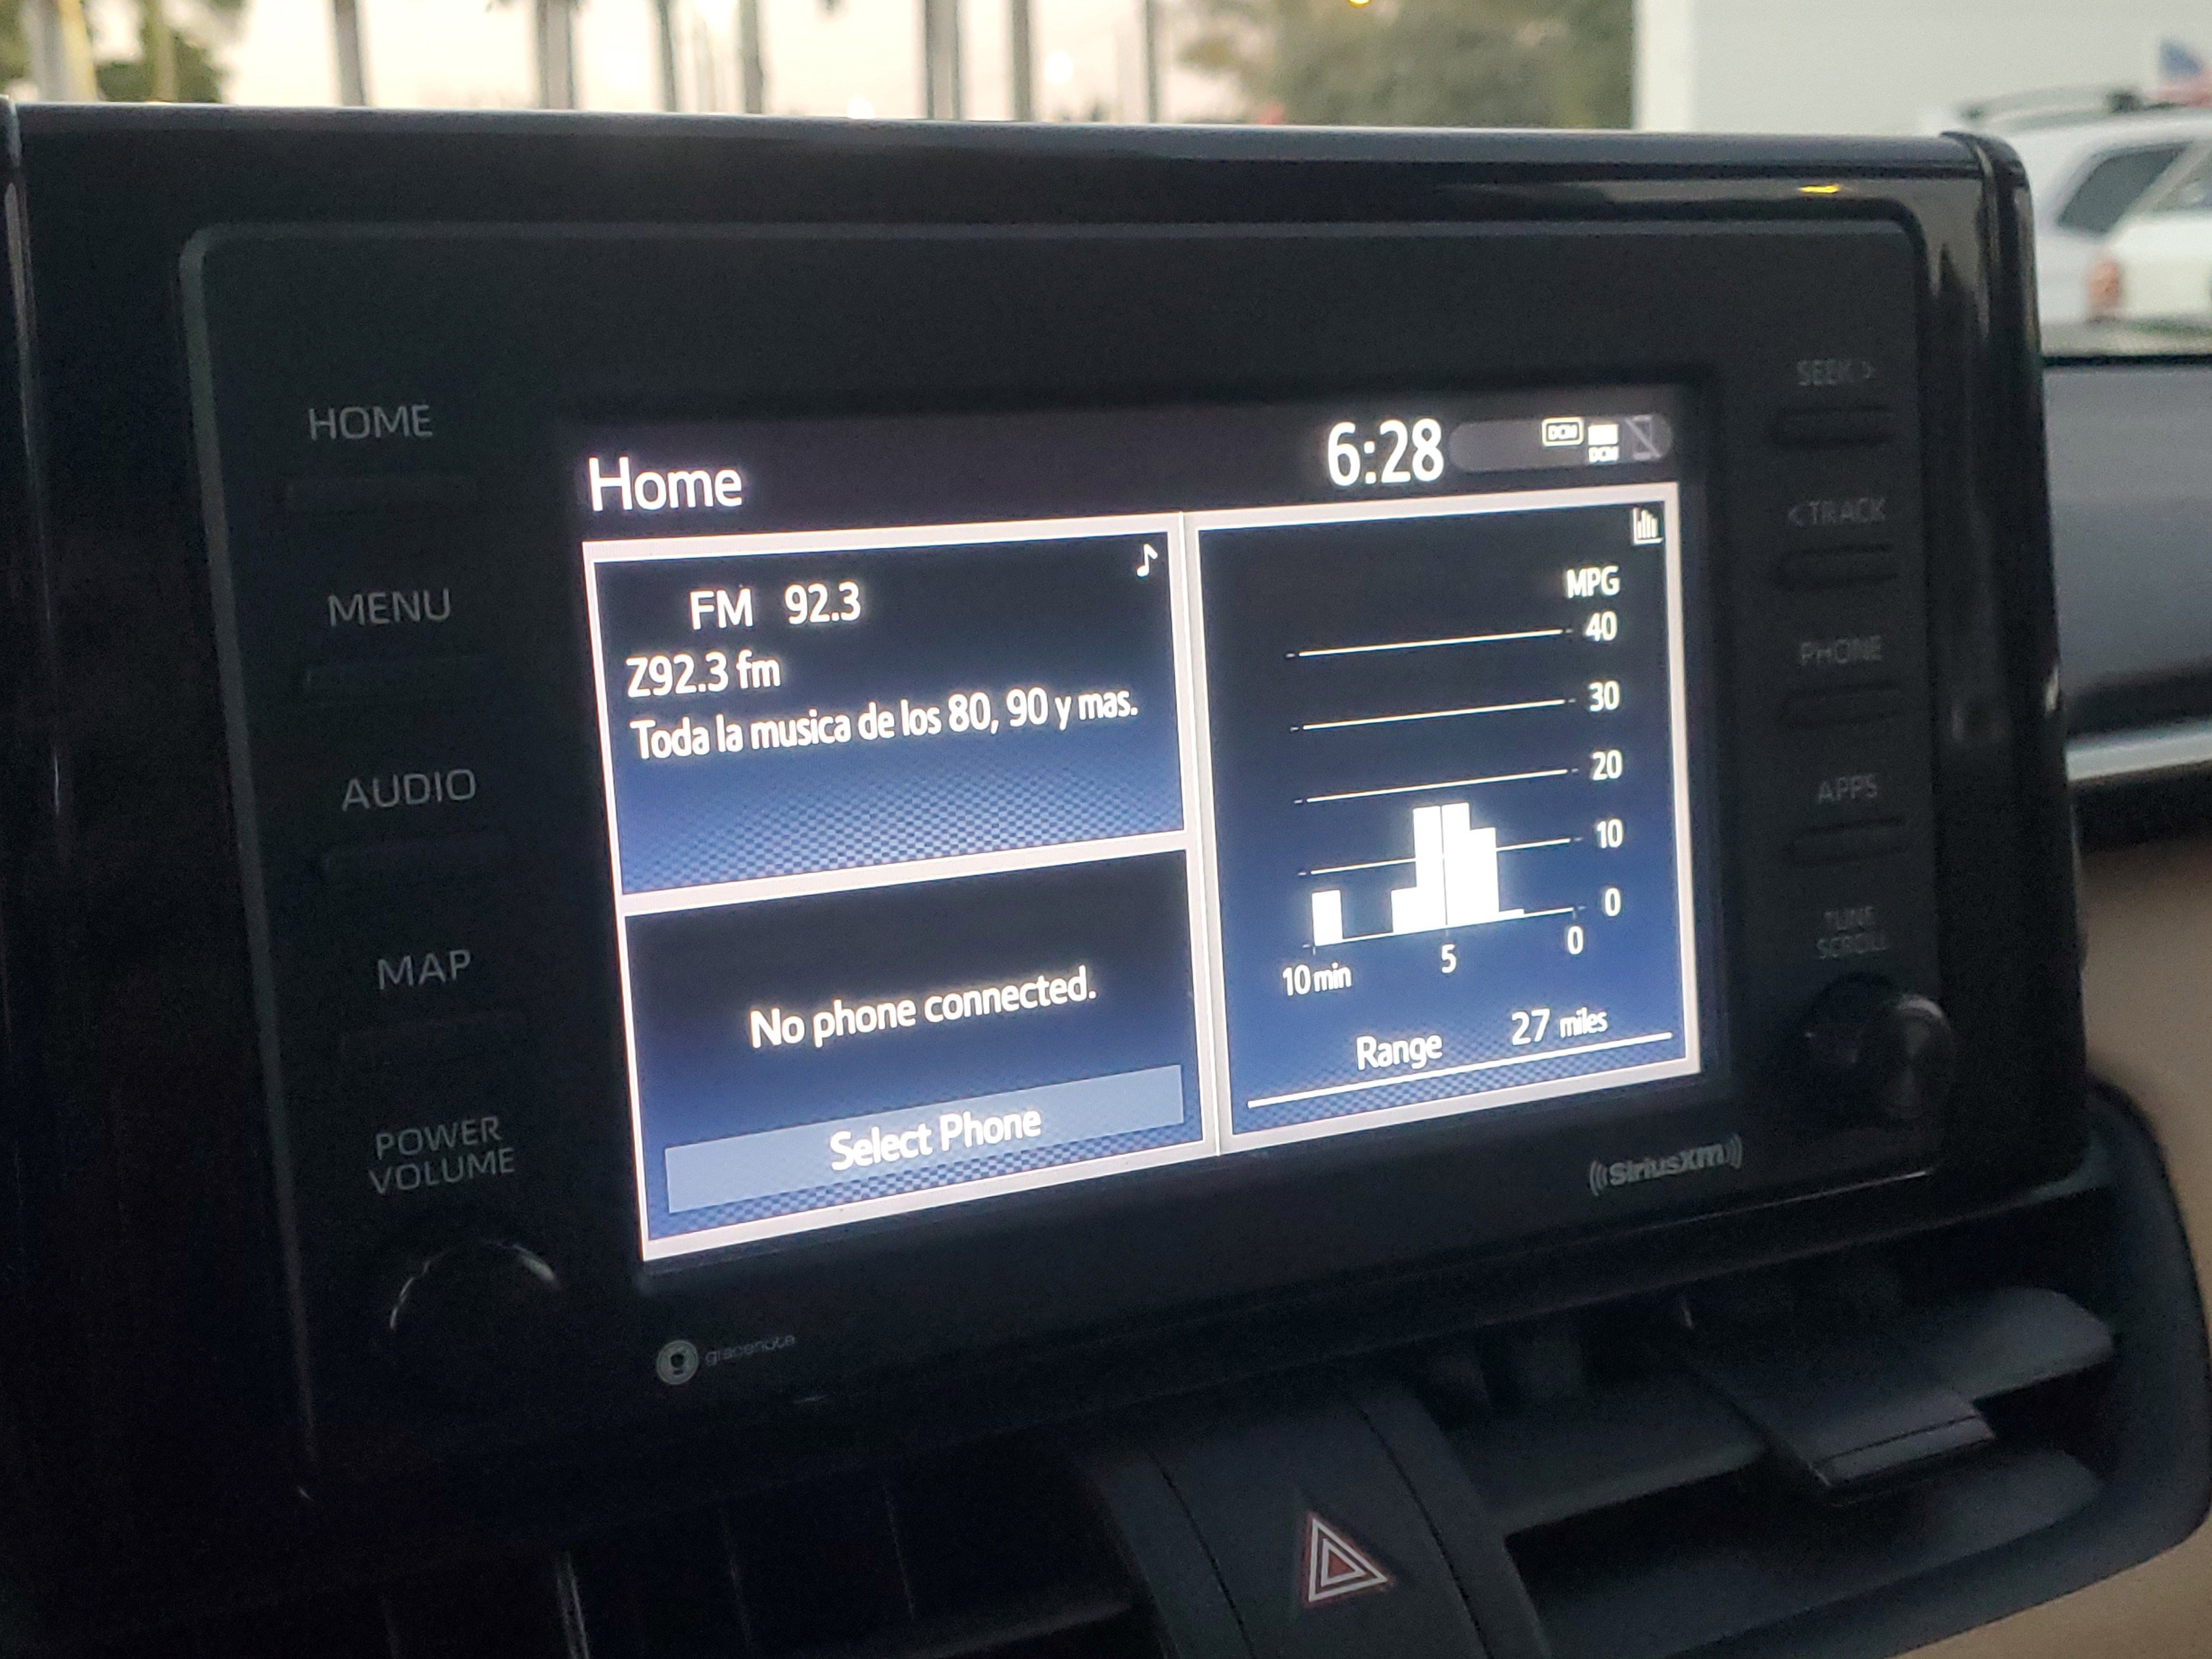 HOME
MENU
AUDIO
MAP
POWER
VOLUME
Home
6:28
DCM
DCM
FM 92.3
Z92.3 fm
Toda la musica de los 80, 90 y mas.
No phone connected.
Select Phone
MPG
40
30
20
10
0
10 min 5 0
Range 27 miles
SEEK >
< TRACK
PHONE
APPS
TUNE
SCROLL
SiriusXM
gracenote